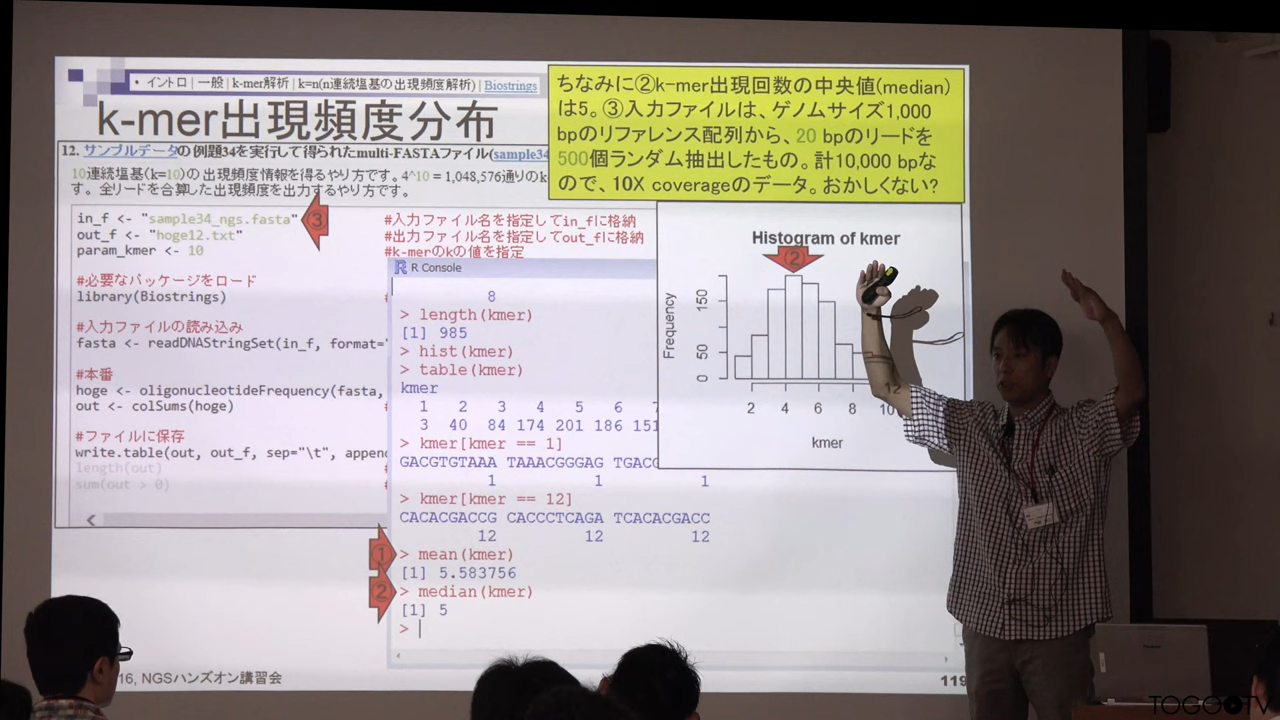 • イントロ | 一般 | k-mer解析 | k=n(n連続塩基の出現頻度解析) | Biostrings
k-mer出現頻度分布
ちなみに②k-mer出現回数の中央値(median)
は5。③入力ファイルは、ゲノムサイズ1,000
bpのリファレンス配列から、20 bpのリードを
500個ランダム抽出したもの。計10,000 bpな
ので、10X coverageのデータ。おかしくない?
12. サンプルデータの例題34を実行して得られたmulti-FASTAファイル(sample34
10連続塩基(k=10)の出現頻度情報を得るやり方です。4^10 = 1,048,576通りのk
す。全リードを合算した出現頻度を出力するやり方です。
in_f <- "sample34_ngs.fasta" ③ #入力ファイル名を指定してin_fに格納
out_f <- "hoge12.txt" #出力ファイル名を指定してout_fに格納
param_kmer <- 10 #k-merのkの値を指定
#必要なパッケージをロード
library(Biostrings) #
#入力ファイルの読み込み
fasta <- readDNAStringSet(in_f, format="
#本番
hoge <- oligonucleotideFrequency(fasta,
out <- colSums(hoge) #
#ファイルに保存
write.table(out, out_f, sep="\t", append
length(out) #
sum(out > 0) #
R Console
8
> length(kmer)
[1] 985
> hist(kmer)
> table(kmer)
kmer
1 2 3 4 5 6 7
3 40 84 174 201 186 151
> kmer[kmer == 1]
GACGTGTAAA TAAACGGGAG TGACC
1 1 1
> kmer[kmer == 12]
CACACGACCG CACCCTCAGA TCACACGACC
12 12 12
① > mean(kmer)
[1] 5.583756
② > median(kmer)
[1] 5
>
Histogram of kmer
②
Frequency
150
50
0
2 4 6 8 10 12
kmer
16, NGSハンズオン講習会
119
Panasonic
TOGO TV